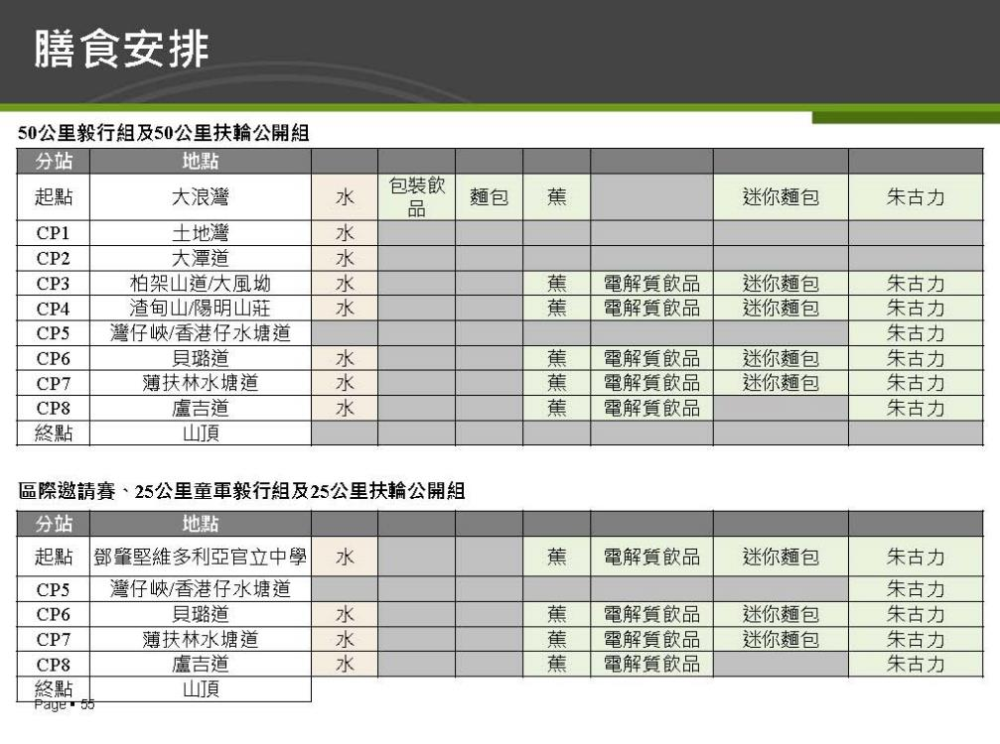 膳食安排
50公里毅行組及50公里扶輪公開組
分站 地點
起點 大浪灣 水 包裝飲品 麵包 蕉 迷你麵包 朱古力
CP1 土地灣 水
CP2 大潭道 水
CP3 柏架山道/大風坳 水 蕉 電解質飲品 迷你麵包 朱古力
CP4 渣甸山/陽明山莊 水 蕉 電解質飲品 迷你麵包 朱古力
CP5 灣仔峽/香港仔水塘道 朱古力
CP6 貝璐道 水 蕉 電解質飲品 迷你麵包 朱古力
CP7 薄扶林水塘道 水 蕉 電解質飲品 迷你麵包 朱古力
CP8 盧吉道 水 蕉 電解質飲品 朱古力
終點 山頂
區際邀請賽、25公里童軍毅行組及25公里扶輪公開組
分站 地點
起點 鄧肇堅維多利亞官立中學 水 蕉 電解質飲品 迷你麵包 朱古力
CP5 灣仔峽/香港仔水塘道 朱古力
CP6 貝璐道 水 蕉 電解質飲品 迷你麵包 朱古力
CP7 薄扶林水塘道 水 蕉 電解質飲品 迷你麵包 朱古力
CP8 盧吉道 水 蕉 電解質飲品 朱古力
終點 山頂
Page ▪ 55